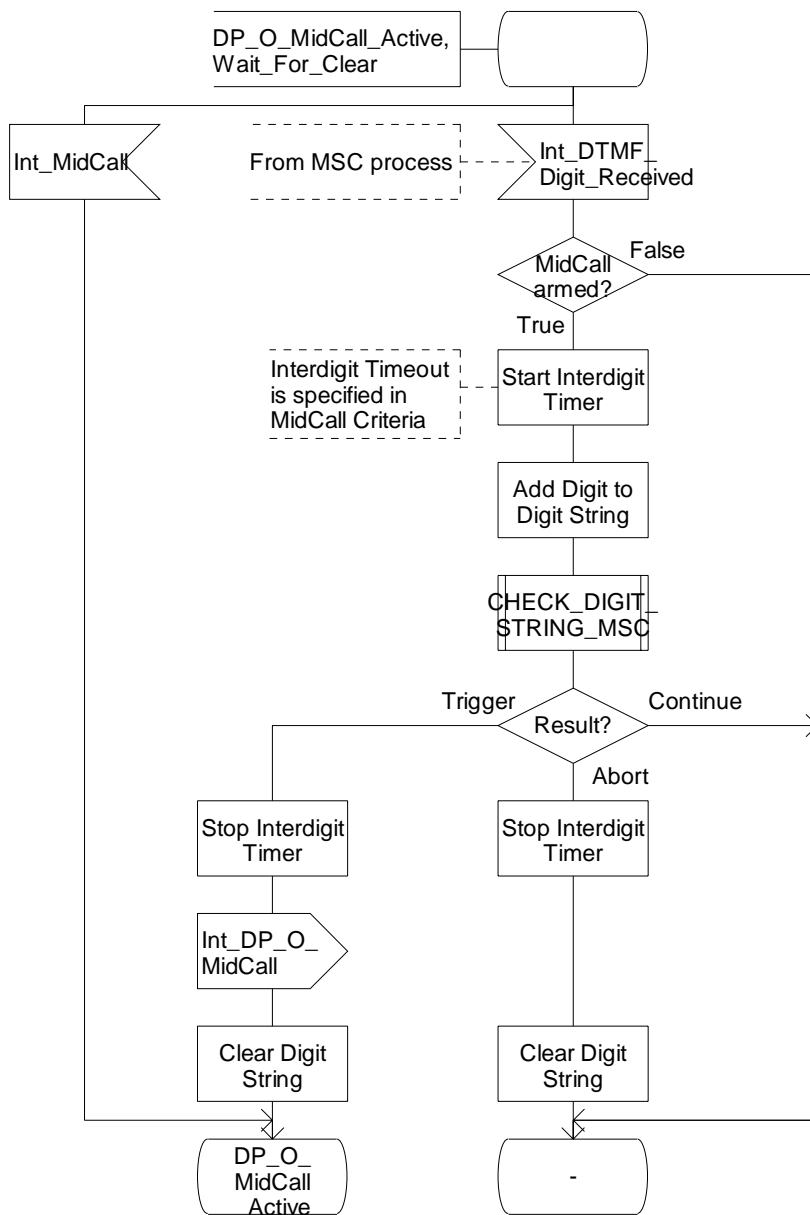 DP_O_MidCall_Active,
Wait_For_Clear
Int_MidCall
From MSC process
Int_DTMF_
Digit_Received
MidCall
armed?
False
True
Interdigit Timeout
is specified in
MidCall Criteria
Start Interdigit
Timer
Add Digit to
Digit String
CHECK_DIGIT_
STRING_MSC
Trigger
Result?
Continue
Abort
Stop Interdigit
Timer
Stop Interdigit
Timer
Int_DP_O_
MidCall
Clear Digit
String
Clear Digit
String
DP_O_
MidCall
_Active
-